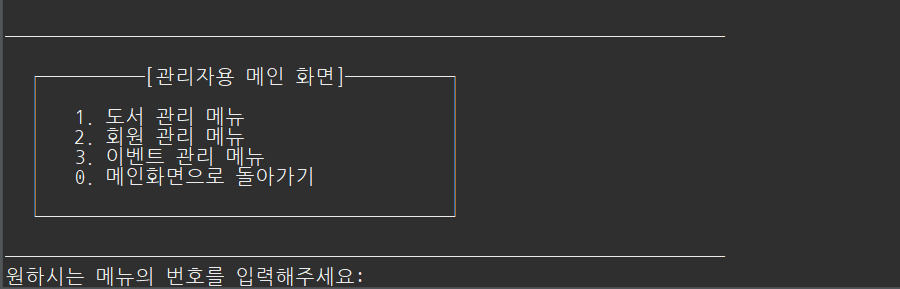 [관리자용 메인 화면]
1. 도서 관리 메뉴
2. 회원 관리 메뉴
3. 이벤트 관리 메뉴
0. 메인화면으로 돌아가기
원하시는 메뉴의 번호를 입력해주세요: